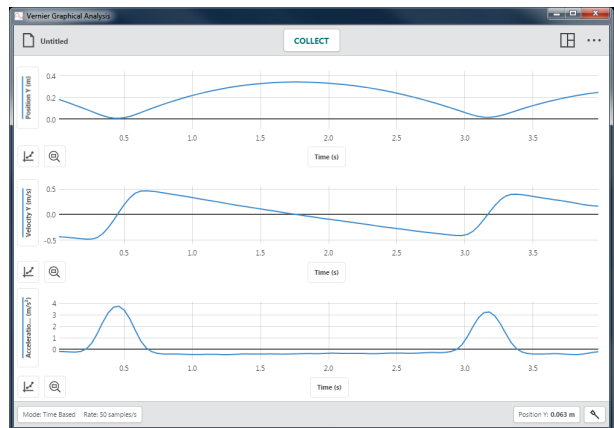 Vernier Graphical Analysis
Untitled
COLLECT
Position Y (m)
0.4
0.2
0.0
0.5 1.0 1.5 2.0 2.5 3.0 3.5
Time (s)
Velocity Y (m/s)
0.5
0.0
-0.5
0.5 1.0 1.5 2.0 2.5 3.0 3.5
Time (s)
Acceleratio... (m/s²)
4
3
2
1
0
0.5 1.0 1.5 2.0 2.5 3.0 3.5
Time (s)
Mode: Time Based Rate: 50 samples/s
Position Y: 0.063 m